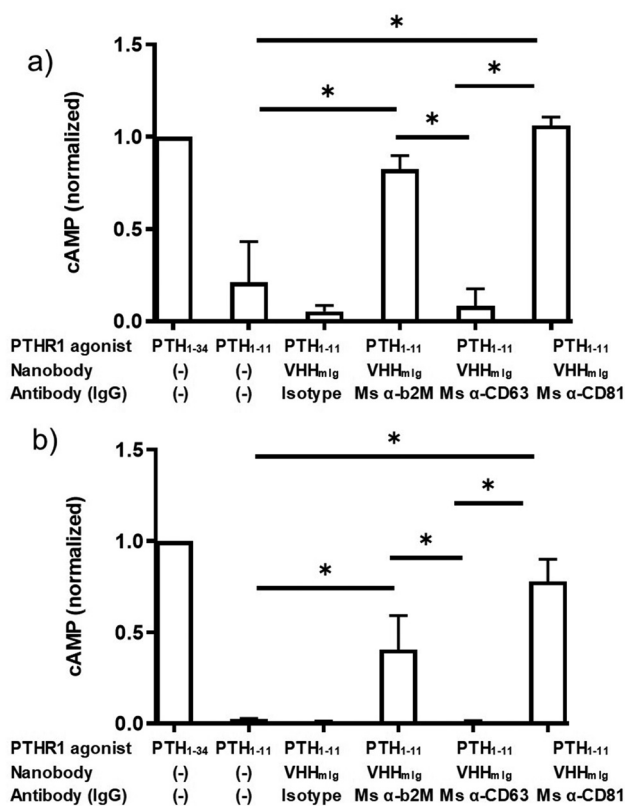 a)
*
*
*
*
1.5
1.0
0.5
0.0
cAMP (normalized)
PTHR1 agonist PTH1-34 PTH1-11 PTH1-11 PTH1-11 PTH1-11 PTH1-11
Nanobody (-) (-) VHHmIg VHHmIg VHHmIg VHHmIg
Antibody (IgG) (-) (-) Isotype Ms α-b2M Ms α-CD63 Ms α-CD81
b)
*
*
*
*
1.5
1.0
0.5
0.0
cAMP (normalized)
PTHR1 agonist PTH1-34 PTH1-11 PTH1-11 PTH1-11 PTH1-11 PTH1-11
Nanobody (-) (-) VHHmIg VHHmIg VHHmIg VHHmIg
Antibody (IgG) (-) (-) Isotype Ms α-b2M Ms α-CD63 Ms α-CD81